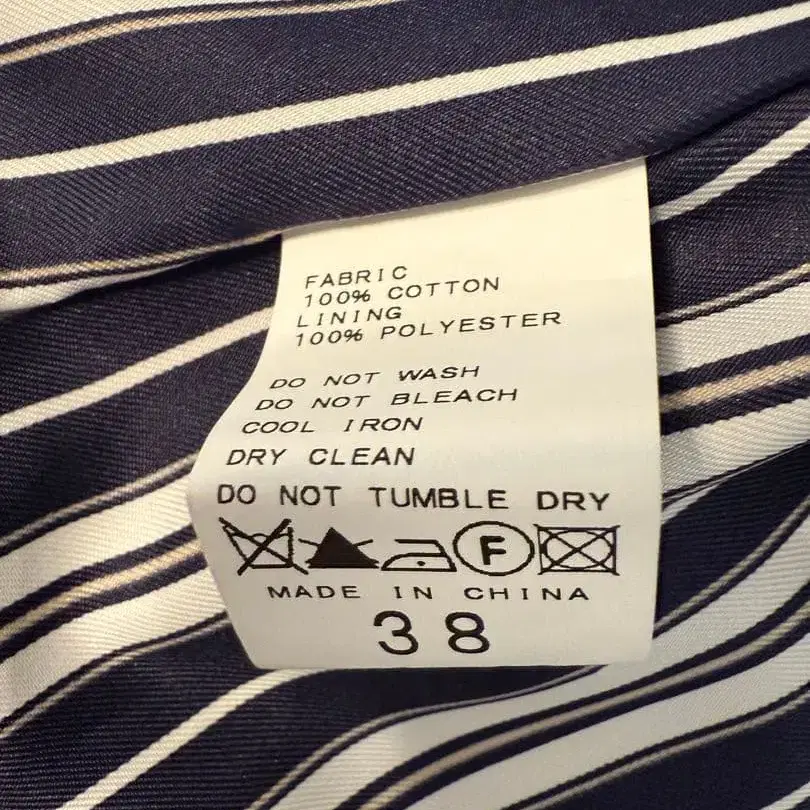 FABRIC
100% COTTON
LINING
100% POLYESTER
DO NOT WASH
DO NOT BLEACH
COOL IRON
DRY CLEAN
DO NOT TUMBLE DRY
F
MADE IN CHINA
38